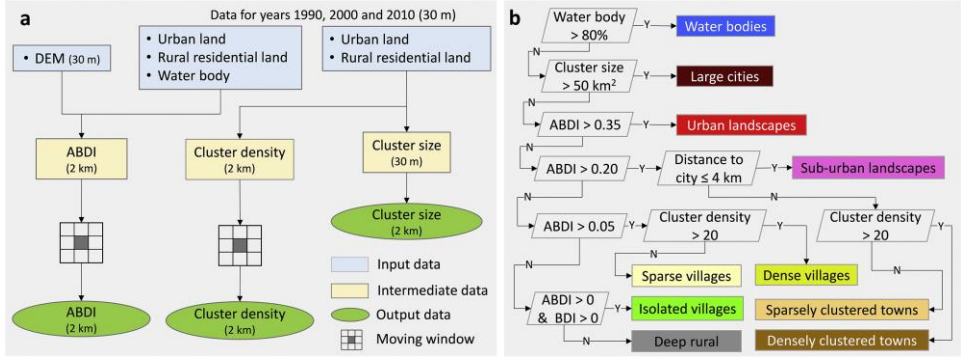 a
Data for years 1990, 2000 and 2010 (30 m)
• DEM (30 m)
• Urban land
• Rural residential land
• Water body
• Urban land
• Rural residential land
ABDI
(2 km)
Cluster density
(2 km)
Cluster size
(30 m)
Cluster size
(2 km)
ABDI
(2 km)
Cluster density
(2 km)
Input data
Intermediate data
Output data
Moving window
b
Water body
> 80%
Y
Water bodies
N
Cluster size
> 50 km²
Y
Large cities
N
ABDI > 0.35
Y
Urban landscapes
N
ABDI > 0.20
Y
Distance to
city ≤ 4 km
Y
Sub-urban landscapes
N
N
ABDI > 0.05
Y
Cluster density
> 20
Y
Cluster density
> 20
Y
N
N
N
Sparse villages
Dense villages
ABDI > 0
& BDI > 0
Y
Isolated villages
Sparsely clustered towns
N
Deep rural
Densely clustered towns